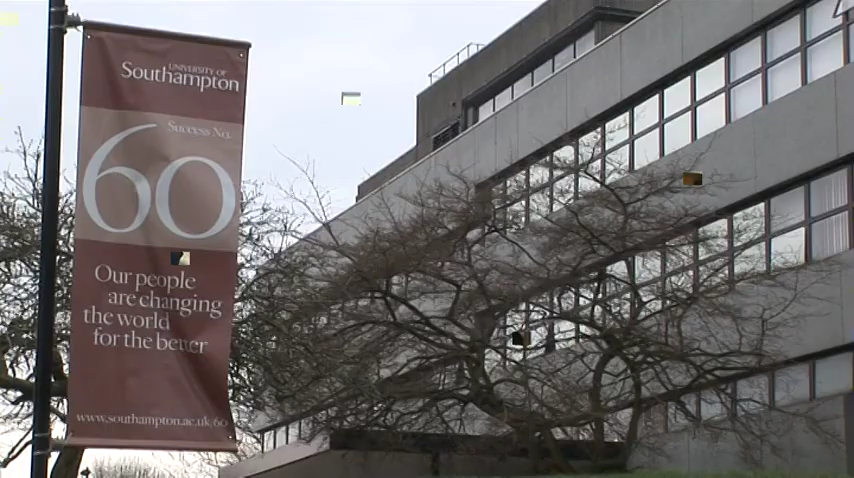 UNIVERSITY OF
Southampton
Success No.
60
Our people
are changing
the world
for the better
www.southampton.ac.uk/60